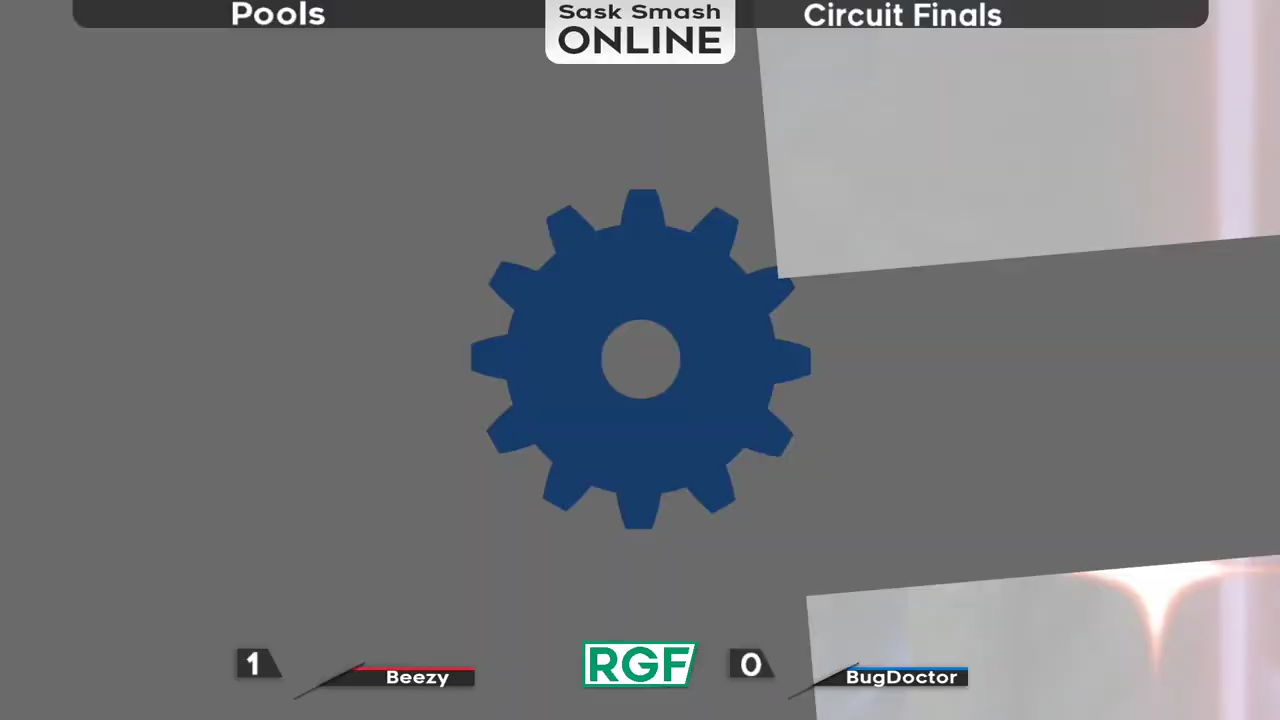 Pools
Sask Smash
ONLINE
Circuit Finals
1
Beezy
RGF
0
BugDoctor